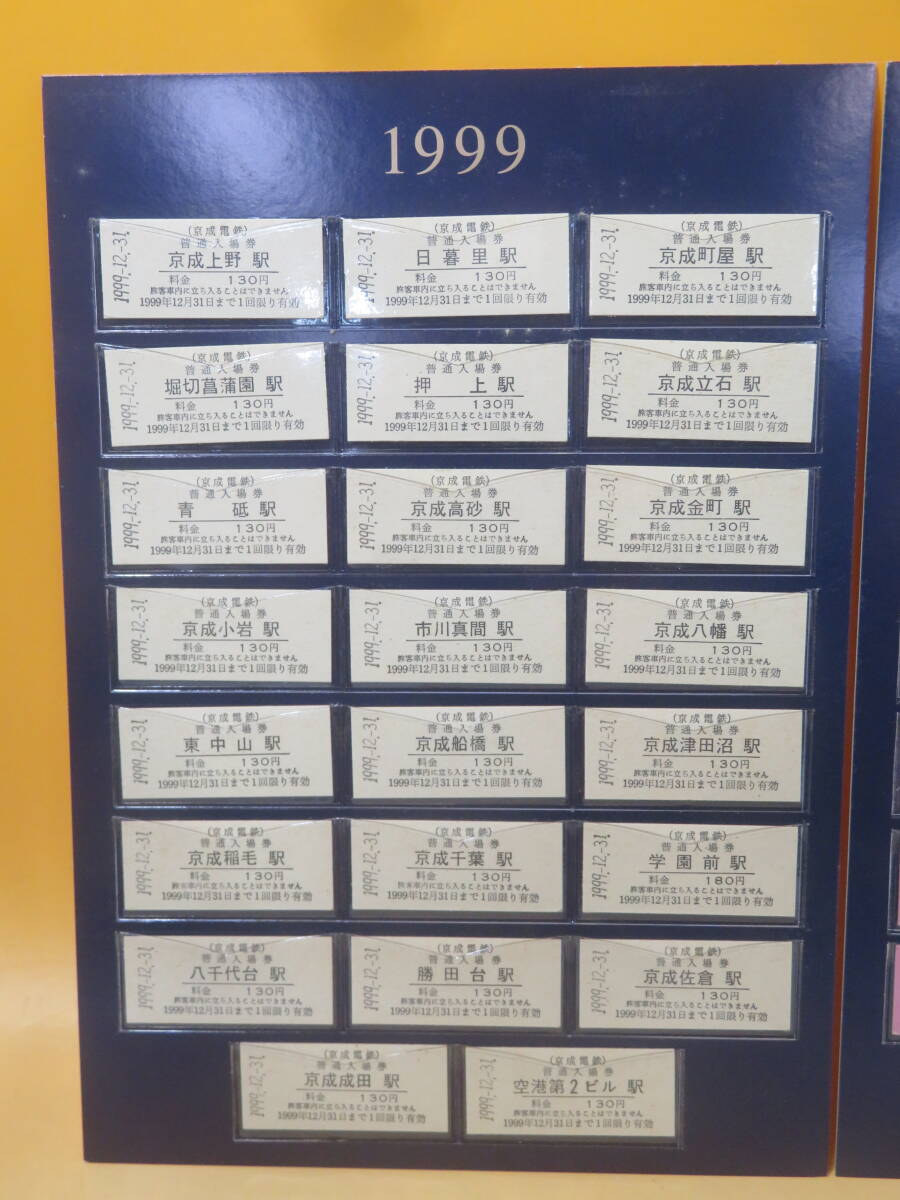 1999
1999.-12.-31
(京成電鉄)
普通入場券
京成上野 駅
料金 130円
旅客車内に立ち入ることはできません
1999年12月31日まで1回限り有効
1999.-12.-31
(京成電鉄)
普通入場券
日暮里 駅
料金 130円
旅客車内に立ち入ることはできません
1999年12月31日まで1回限り有効
1999.-12.-31
(京成電鉄)
普通入場券
京成町屋 駅
料金 130円
旅客車内に立ち入ることはできません
1999年12月31日まで1回限り有効
1999.-12.-31
(京成電鉄)
普通入場券
堀切菖蒲園 駅
料金 130円
旅客車内に立ち入ることはできません
1999年12月31日まで1回限り有効
1999.-12.-31
(京成電鉄)
普通入場券
押 上 駅
料金 130円
旅客車内に立ち入ることはできません
1999年12月31日まで1回限り有効
1999.-12.-31
(京成電鉄)
普通入場券
京成立石 駅
料金 130円
旅客車内に立ち入ることはできません
1999年12月31日まで1回限り有効
1999.-12.-31
(京成電鉄)
普通入場券
青 砥 駅
料金 130円
旅客車内に立ち入ることはできません
1999年12月31日まで1回限り有効
1999.-12.-31
(京成電鉄)
普通入場券
京成高砂 駅
料金 130円
旅客車内に立ち入ることはできません
1999年12月31日まで1回限り有効
1999.-12.-31
(京成電鉄)
普通入場券
京成金町 駅
料金 130円
旅客車内に立ち入ることはできません
1999年12月31日まで1回限り有効
1999.-12.-31
(京成電鉄)
普通入場券
京成小岩 駅
料金 130円
旅客車内に立ち入ることはできません
1999年12月31日まで1回限り有効
1999.-12.-31
(京成電鉄)
普通入場券
市川真間 駅
料金 130円
旅客車内に立ち入ることはできません
1999年12月31日まで1回限り有効
1999.-12.-31
(京成電鉄)
普通入場券
京成八幡 駅
料金 130円
旅客車内に立ち入ることはできません
1999年12月31日まで1回限り有効
1999.-12.-31
(京成電鉄)
普通入場券
東中山 駅
料金 130円
旅客車内に立ち入ることはできません
1999年12月31日まで1回限り有効
1999.-12.-31
(京成電鉄)
普通入場券
京成船橋 駅
料金 130円
旅客車内に立ち入ることはできません
1999年12月31日まで1回限り有効
1999.-12.-31
(京成電鉄)
普通入場券
京成津田沼 駅
料金 130円
旅客車内に立ち入ることはできません
1999年12月31日まで1回限り有効
1999.-12.-31
(京成電鉄)
普通入場券
京成稲毛 駅
料金 130円
旅客車内に立ち入ることはできません
1999年12月31日まで1回限り有効
1999.-12.-31
(京成電鉄)
普通入場券
京成千葉 駅
料金 130円
旅客車内に立ち入ることはできません
1999年12月31日まで1回限り有効
1999.-12.-31
(京成電鉄)
普通入場券
学園前 駅
料金 180円
旅客車内に立ち入ることはできません
1999年12月31日まで1回限り有効
1999.-12.-31
(京成電鉄)
普通入場券
八千代台 駅
料金 130円
旅客車内に立ち入ることはできません
1999年12月31日まで1回限り有効
1999.-12.-31
(京成電鉄)
普通入場券
勝田台 駅
料金 130円
旅客車内に立ち入ることはできません
1999年12月31日まで1回限り有効
1999.-12.-31
(京成電鉄)
普通入場券
京成佐倉 駅
料金 130円
旅客車内に立ち入ることはできません
1999年12月31日まで1回限り有効
1999.-12.-31
(京成電鉄)
普通入場券
京成成田 駅
料金 130円
旅客車内に立ち入ることはできません
1999年12月31日まで1回限り有効
1999.-12.-31
(京成電鉄)
普通入場券
空港第2ビル 駅
料金 130円
旅客車内に立ち入ることはできません
1999年12月31日まで1回限り有効